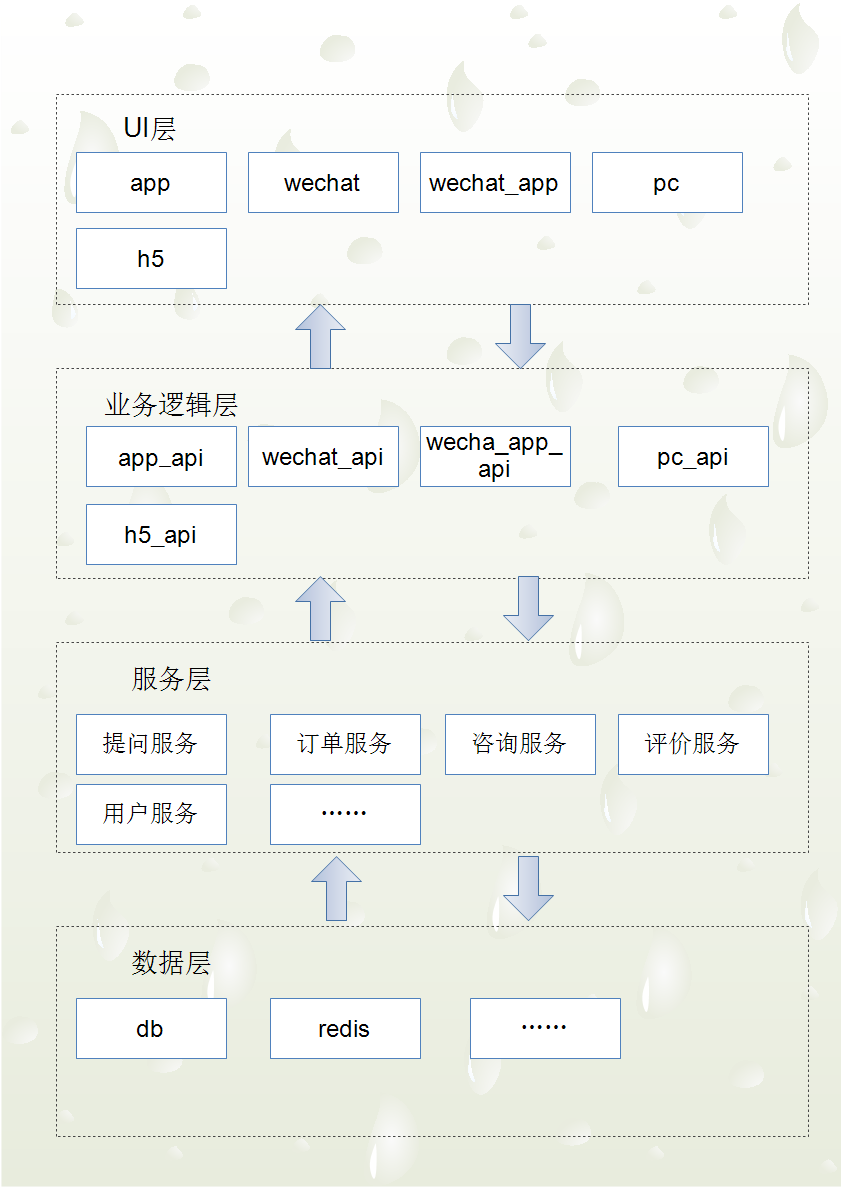 UI层
app
wechat
wechat_app
pc
h5
业务逻辑层
app_api
wechat_api
wecha_app_
api
pc_api
h5_api
服务层
提问服务
订单服务
咨询服务
评价服务
用户服务
……
数据层
db
redis
……